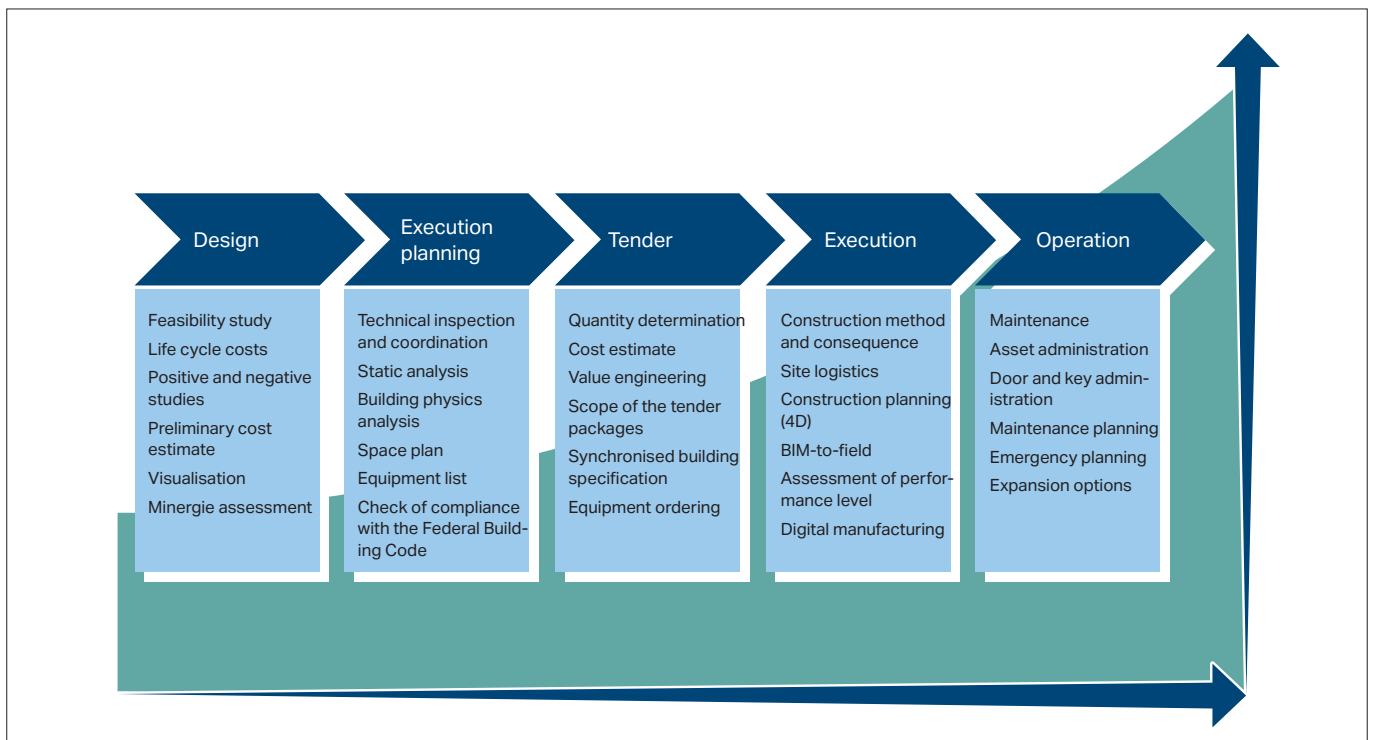 Design
Feasibility study
Life cycle costs
Positive and negative
studies
Preliminary cost
estimate
Visualisation
Minergie assessment
Execution
planning
Technical inspection
and coordination
Static analysis
Building physics
analysis
Space plan
Equipment list
Check of compliance
with the Federal Build-
ing Code
Tender
Quantity determination
Cost estimate
Value engineering
Scope of the tender
packages
Synchronised building
specification
Equipment ordering
Execution
Construction method
and consequence
Site logistics
Construction planning
(4D)
BIM-to-field
Assessment of perfor-
mance level
Digital manufacturing
Operation
Maintenance
Asset administration
Door and key admin-
istration
Maintenance planning
Emergency planning
Expansion options